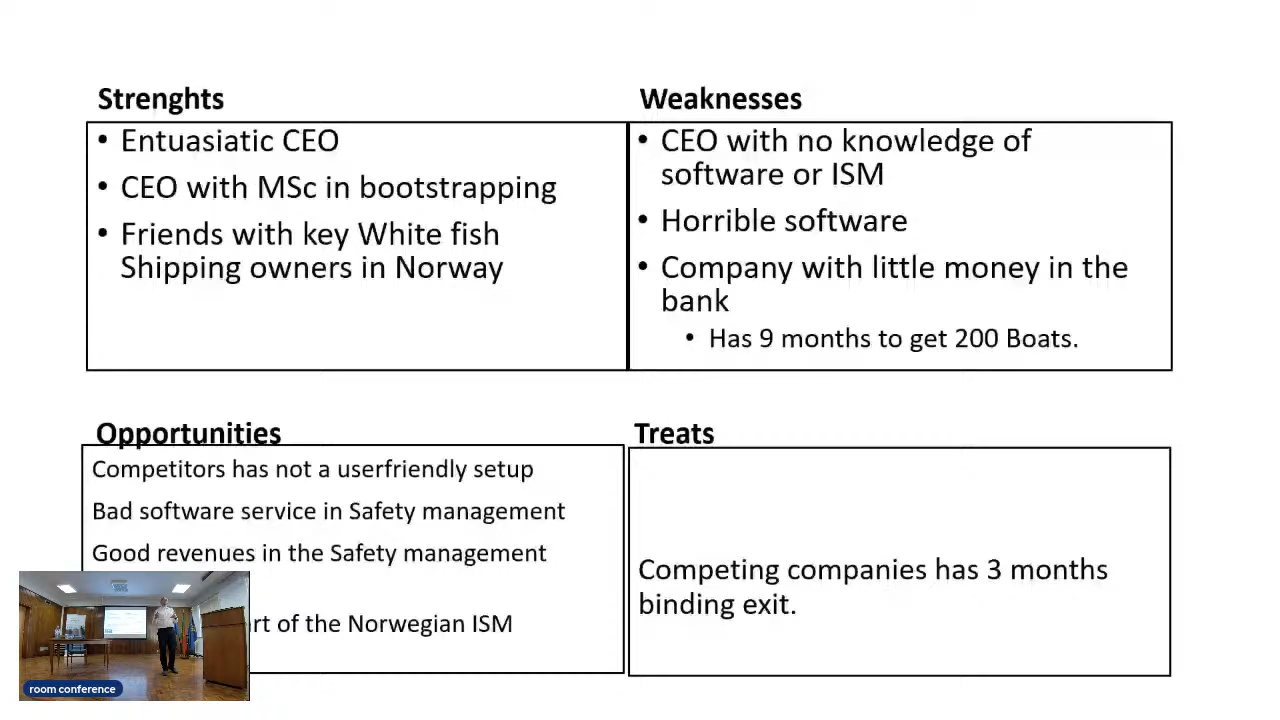 Strenghts
• Entuasiatic CEO
• CEO with MSc in bootstrapping
• Friends with key White fish
Shipping owners in Norway
Weaknesses
• CEO with no knowledge of
software or ISM
• Horrible software
• Company with little money in the
bank
• Has 9 months to get 200 Boats.
Opportunities
Competitors has not a userfriendly setup
Bad software service in Safety management
Good revenues in the Safety management
of the Norwegian ISM
Treats
Competing companies has 3 months
binding exit.
room conference